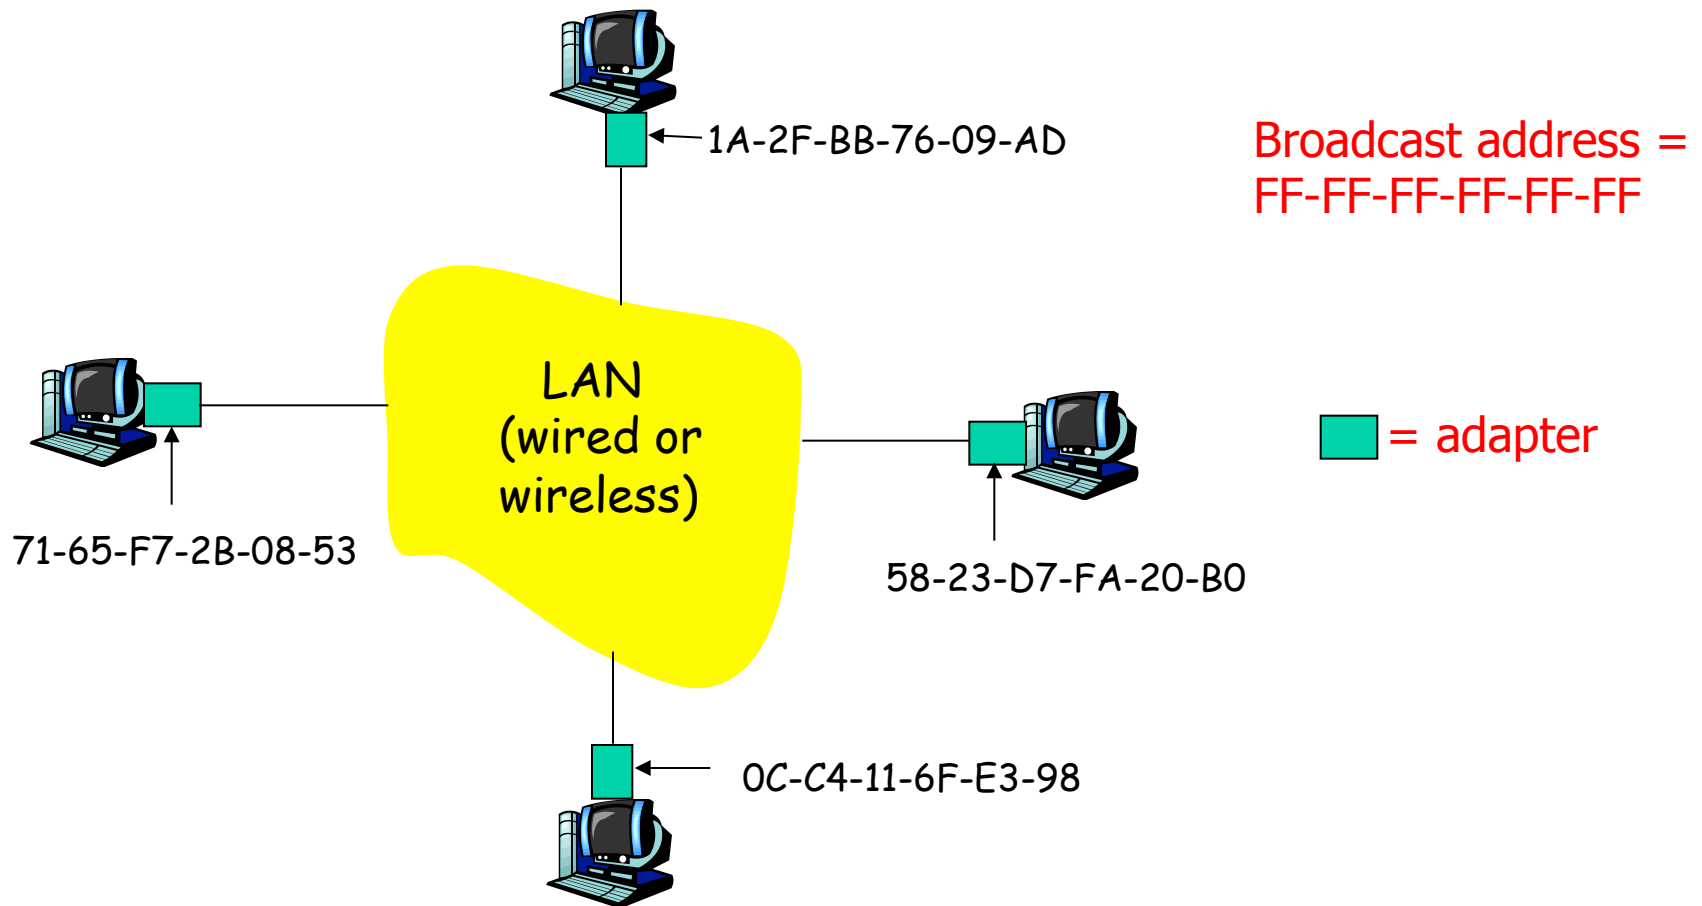 1A-2F-BB-76-09-AD
Broadcast address =
FF-FF-FF-FF-FF-FF
LAN
(wired or
wireless)
= adapter
71-65-F7-2B-08-53
58-23-D7-FA-20-B0
0C-C4-11-6F-E3-98